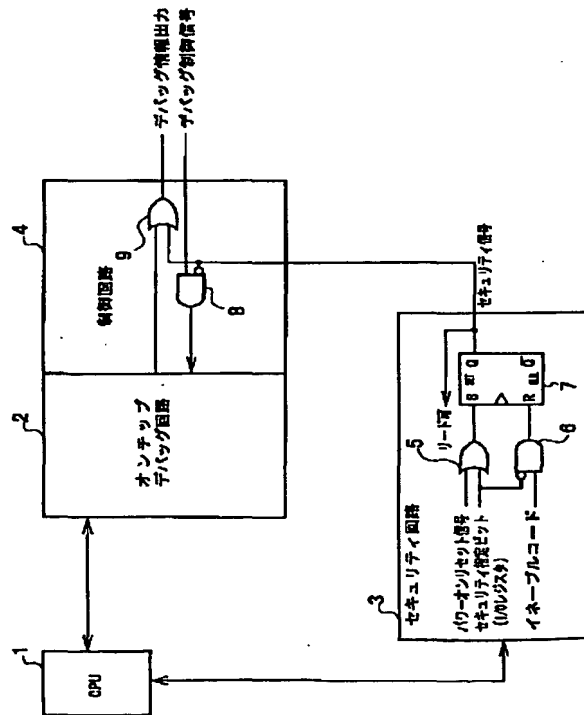 1
CPU
2
オンチップ
デバッグ回路
4
制御回路
9
8
デバッグ情報出力
デバッグ制御信号
セキュリティ信号
3
セキュリティ回路
リード可
5
パワーオンリセット信号
セキュリティ指定ビット
(I/Oレジスタ)
イネーブルコード
6
S SET Q
R CLR Q
7